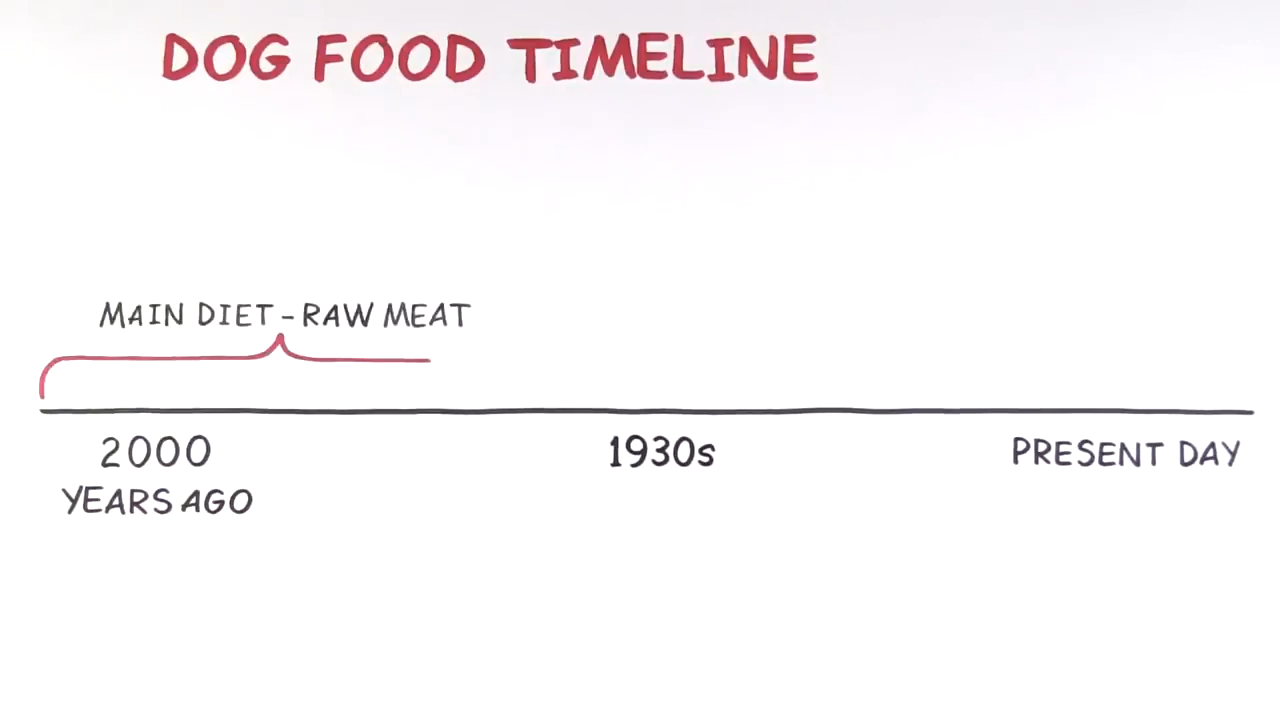 DOG FOOD TIMELINE
MAIN DIET - RAW MEAT
2000
YEARS AGO
1930s
PRESENT DAY